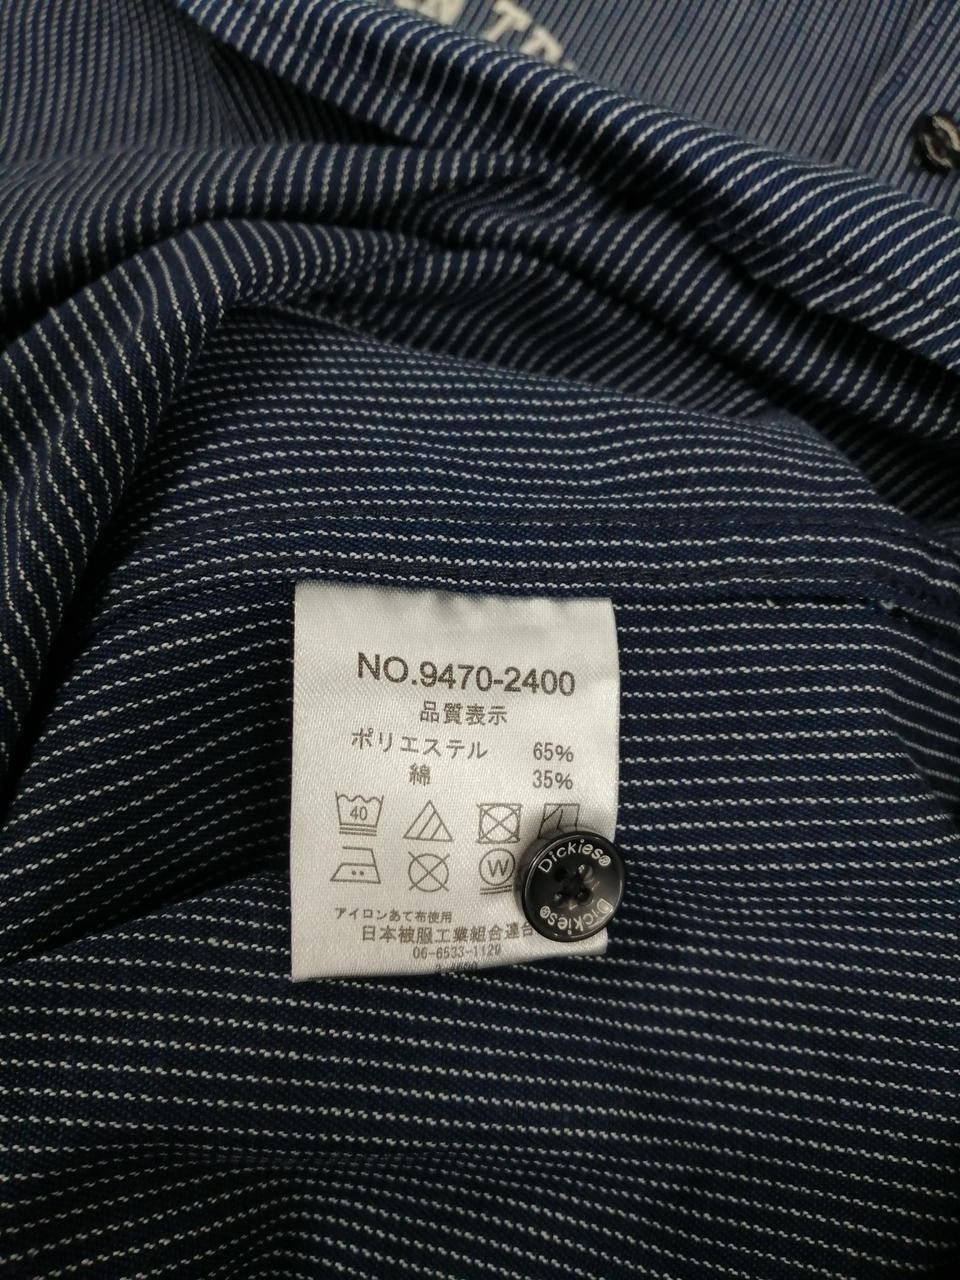 NO.9470-2400
品質表示
ポリエステル 65%
綿 35%
40
W
Dickies®
Dickies®
アイロンあて布使用
日本被服工業組合連合
06-6533-1129